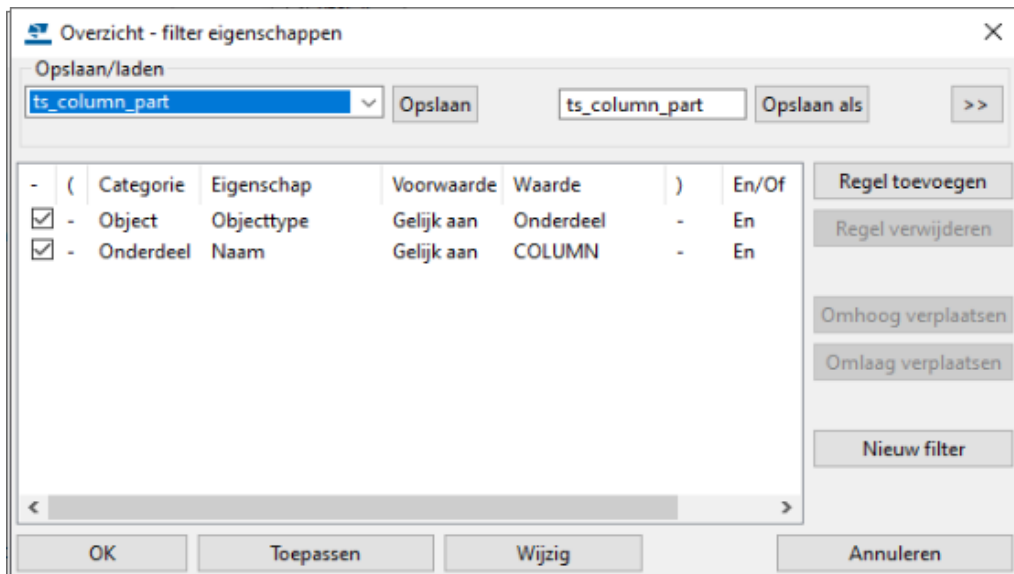 Overzicht - filter eigenschappen
Opslaan/laden
ts_column_part Opslaan ts_column_part Opslaan als >>
- ( Categorie Eigenschap Voorwaarde Waarde ) En/Of Regel toevoegen
- Object Objecttype Gelijk aan Onderdeel - En Regel verwijderen
- Onderdeel Naam Gelijk aan COLUMN - En
Omhoog verplaatsen
Omlaag verplaatsen
Nieuw filter
OK Toepassen Wijzig Annuleren